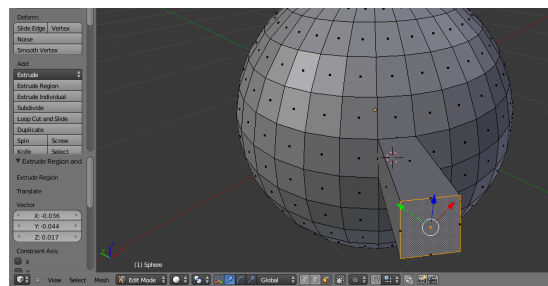 Deform:
Slide Edge Vertex
Noise
Smooth Vertex
Add:
Extrude
Extrude Region
Extrude Individual
Subdivide
Loop Cut and Slide
Duplicate
Spin Screw
Knife Select
Extrude Region and
Extrude Region
Translate
Vector
X: -0.036
Y: -0.044
Z: 0.017
Constraint Axis
X
(1) Sphere
View Select Mesh Edit Mode Global